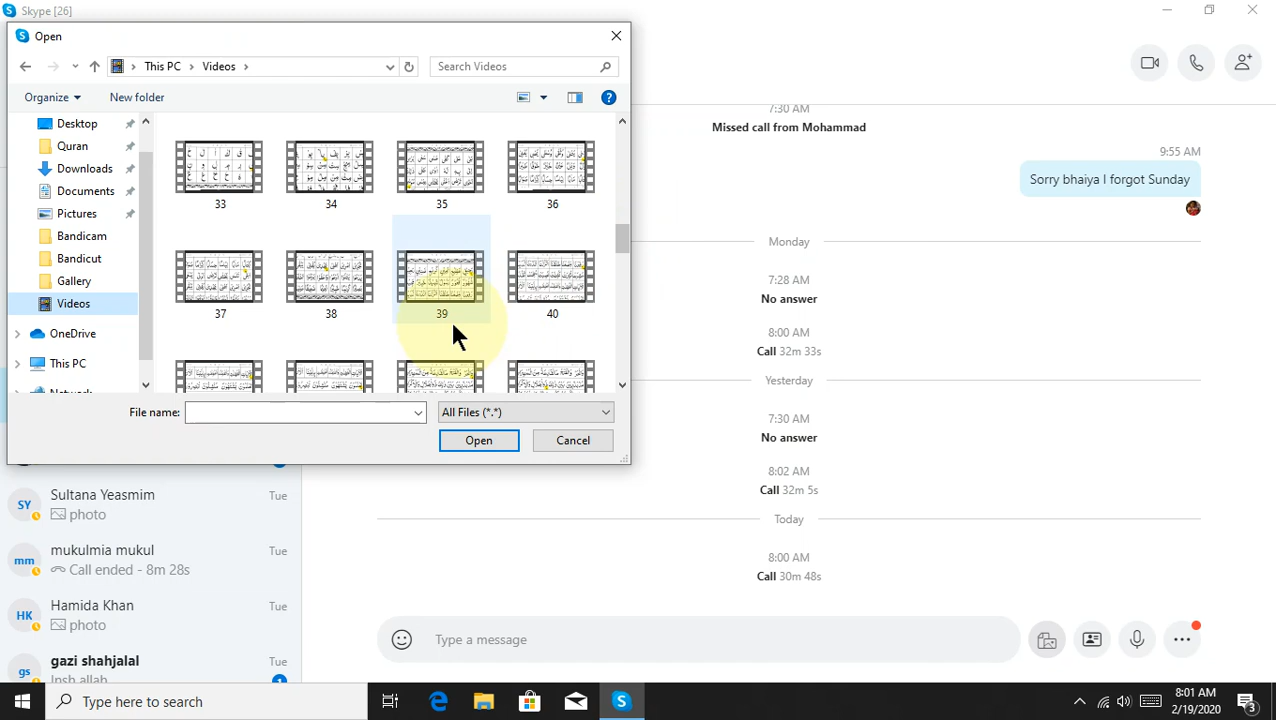 Skype [26]
Open
This PC > Videos >
Search Videos
Organize
New folder
Desktop
Quran
Downloads
Documents
Pictures
Bandicam
Bandicut
Gallery
Videos
OneDrive
This PC
Network
33
34
35
36
37
38
39
40
File name:
All Files (*.*)
Open
Cancel
Sultana Yeasmim
Tue
SY
photo
mukulmia mukul
Tue
mm
Call ended - 8m 28s
Hamida Khan
Tue
HK
photo
gazi shahjalal
Tue
gs
Insh allah
7:30 AM
Missed call from Mohammad
9:55 AM
Sorry bhaiya I forgot Sunday
Monday
7:28 AM
No answer
8:00 AM
Call 32m 33s
Yesterday
7:30 AM
No answer
8:02 AM
Call 32m 5s
Today
8:00 AM
Call 30m 48s
Type a message
Type here to search
8:01 AM
2/19/2020
3